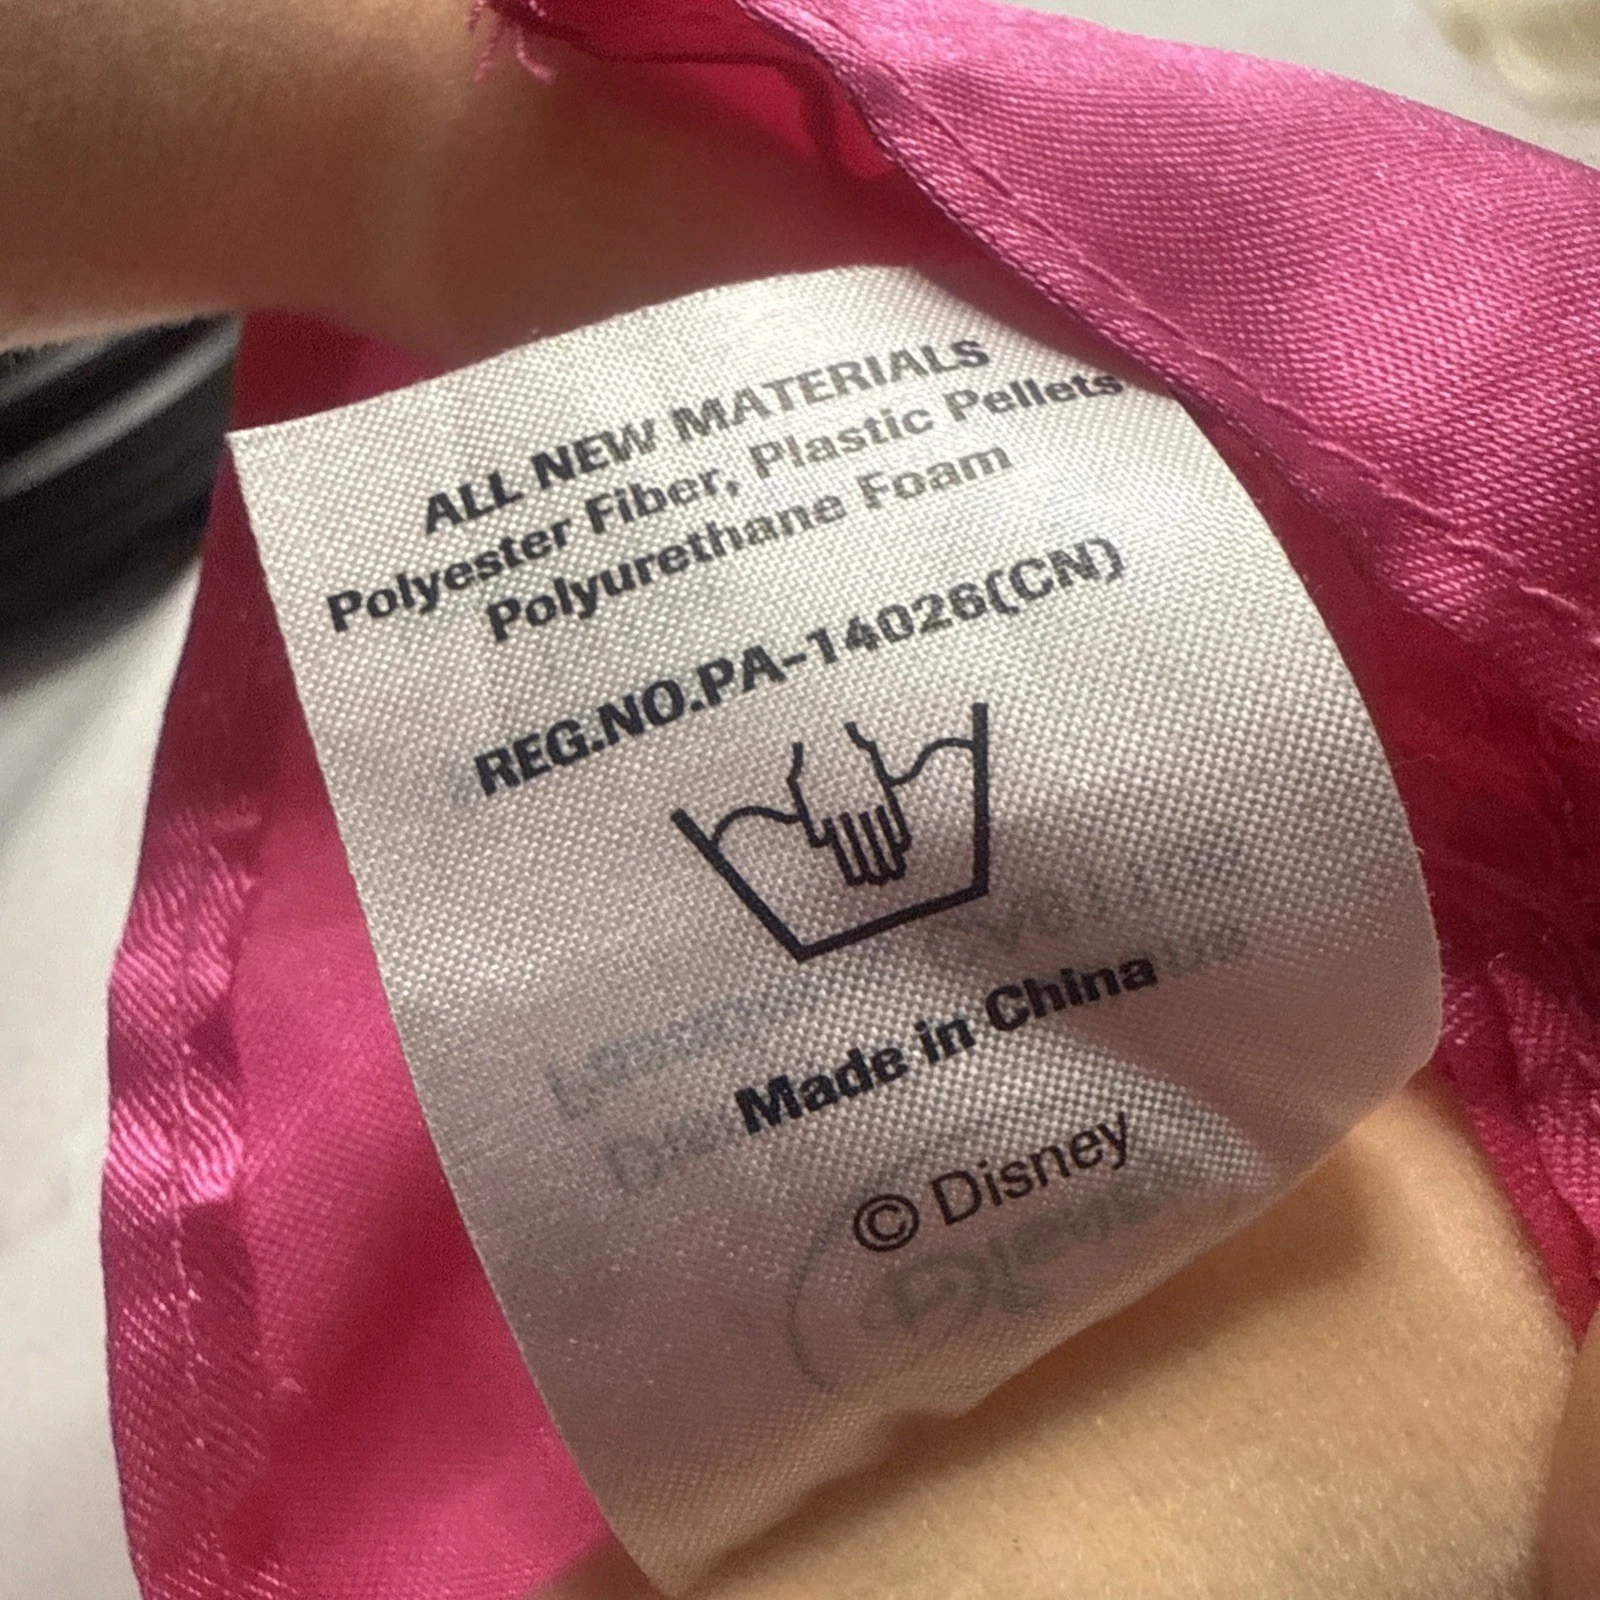 ALL NEW MATERIALS
Polyester Fiber, Plastic Pellets
Polyurethane Foam
REG.NO.PA-14026(CN)
Made in China
© Disney